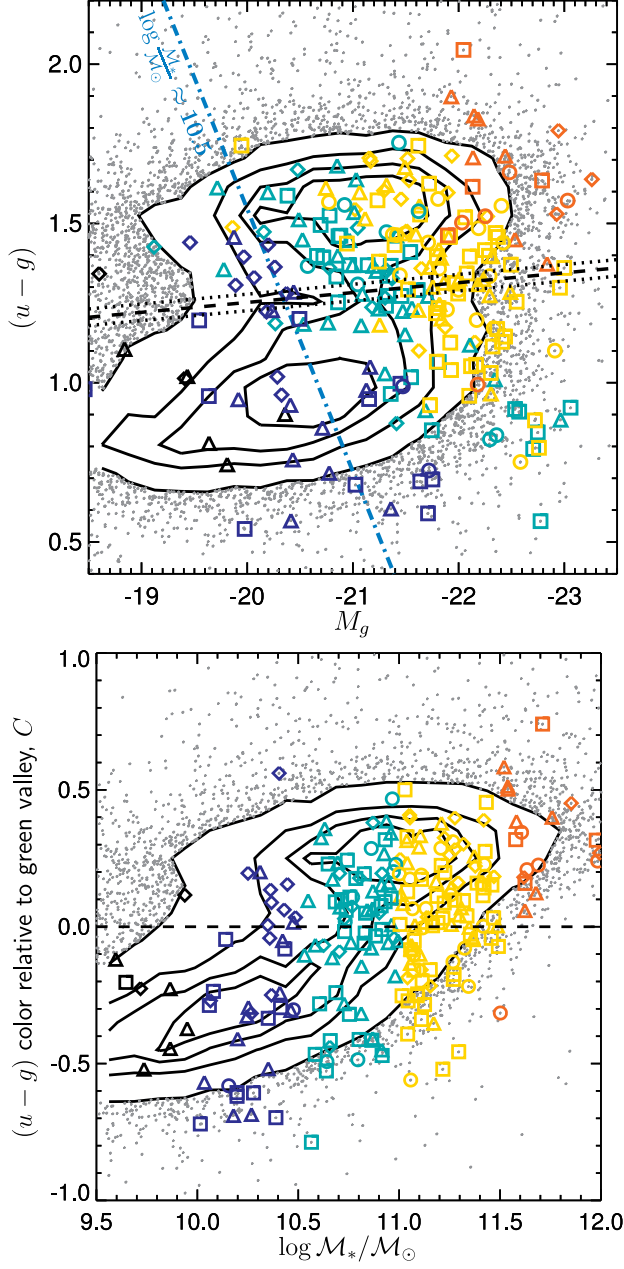 2.0
1.5
1.0
0.5
(u − g)
log M*/M⊙ ≈ 10.5
-19 -20 -21 -22 -23
M_g
1.0
0.5
0.0
-0.5
-1.0
(u − g) color relative to green valley, C
9.5 10.0 10.5 11.0 11.5 12.0
log M*/M⊙